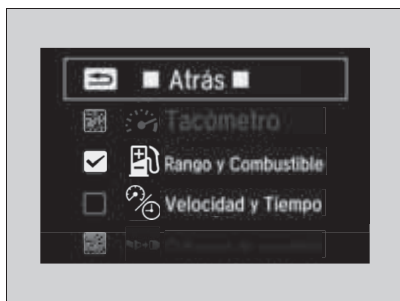 Atrás
Tacómetro
Rango y Combustible
Velocidad y Tiempo